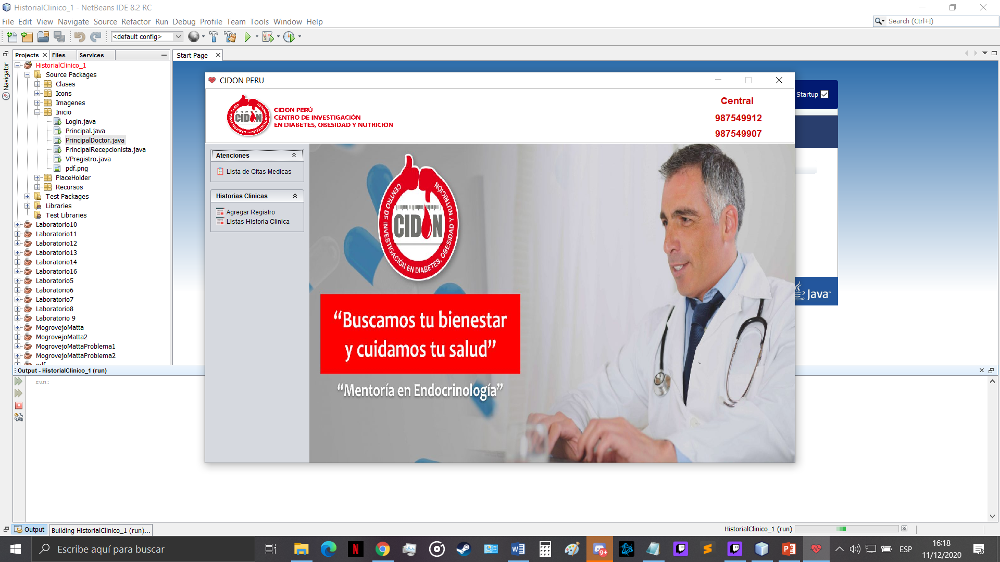 HistorialClinico_1 - NetBeans IDE 8.2 RC
File Edit View Navigate Source Refactor Run Debug Profile Team Tools Window Help
Search (Ctrl+I)
<default config>
Projects Files Services
Start Page
Navigator
HistorialClinico_1
Source Packages
Clases
Icons
Imagenes
Inicio
Login.java
Principal.java
PrincipalDoctor.java
PrincipalRecepcionista.java
VPregistro.java
pdf.png
PlaceHolder
Recursos
Test Packages
Libraries
Test Libraries
Laboratorio10
Laboratorio11
Laboratorio12
Laboratorio13
Laboratorio14
Laboratorio16
Laboratorio5
Laboratorio6
Laboratorio7
Laboratorio8
Laboratorio 9
MogrovejoMatta
MogrovejoMatta2
MogrovejoMattaProblema1
MogrovejoMattaProblema2
pdf
CIDON PERU
CIDON
CIDON PERÚ
CENTRO DE INVESTIGACIÓN
EN DIABETES, OBESIDAD Y NUTRICIÓN
Central
987549912
987549907
Startup
Java
Atenciones
Lista de Citas Medicas
Historias Clinicas
Agregar Registro
Listas Historia Clinica
CENTRO DE INVESTIGACIÓN EN DIABETES, OBESIDAD Y NUTRICIÓN
CIDON
“Buscamos tu bienestar
y cuidamos tu salud”
“Mentoría en Endocrinología”
Output - HistorialClinico_1 (run)
run:
Output
Building HistorialClinico_1 (run)...
HistorialClinico_1 (run)
Escribe aquí para buscar
9+
ESP
16:18
11/12/2020